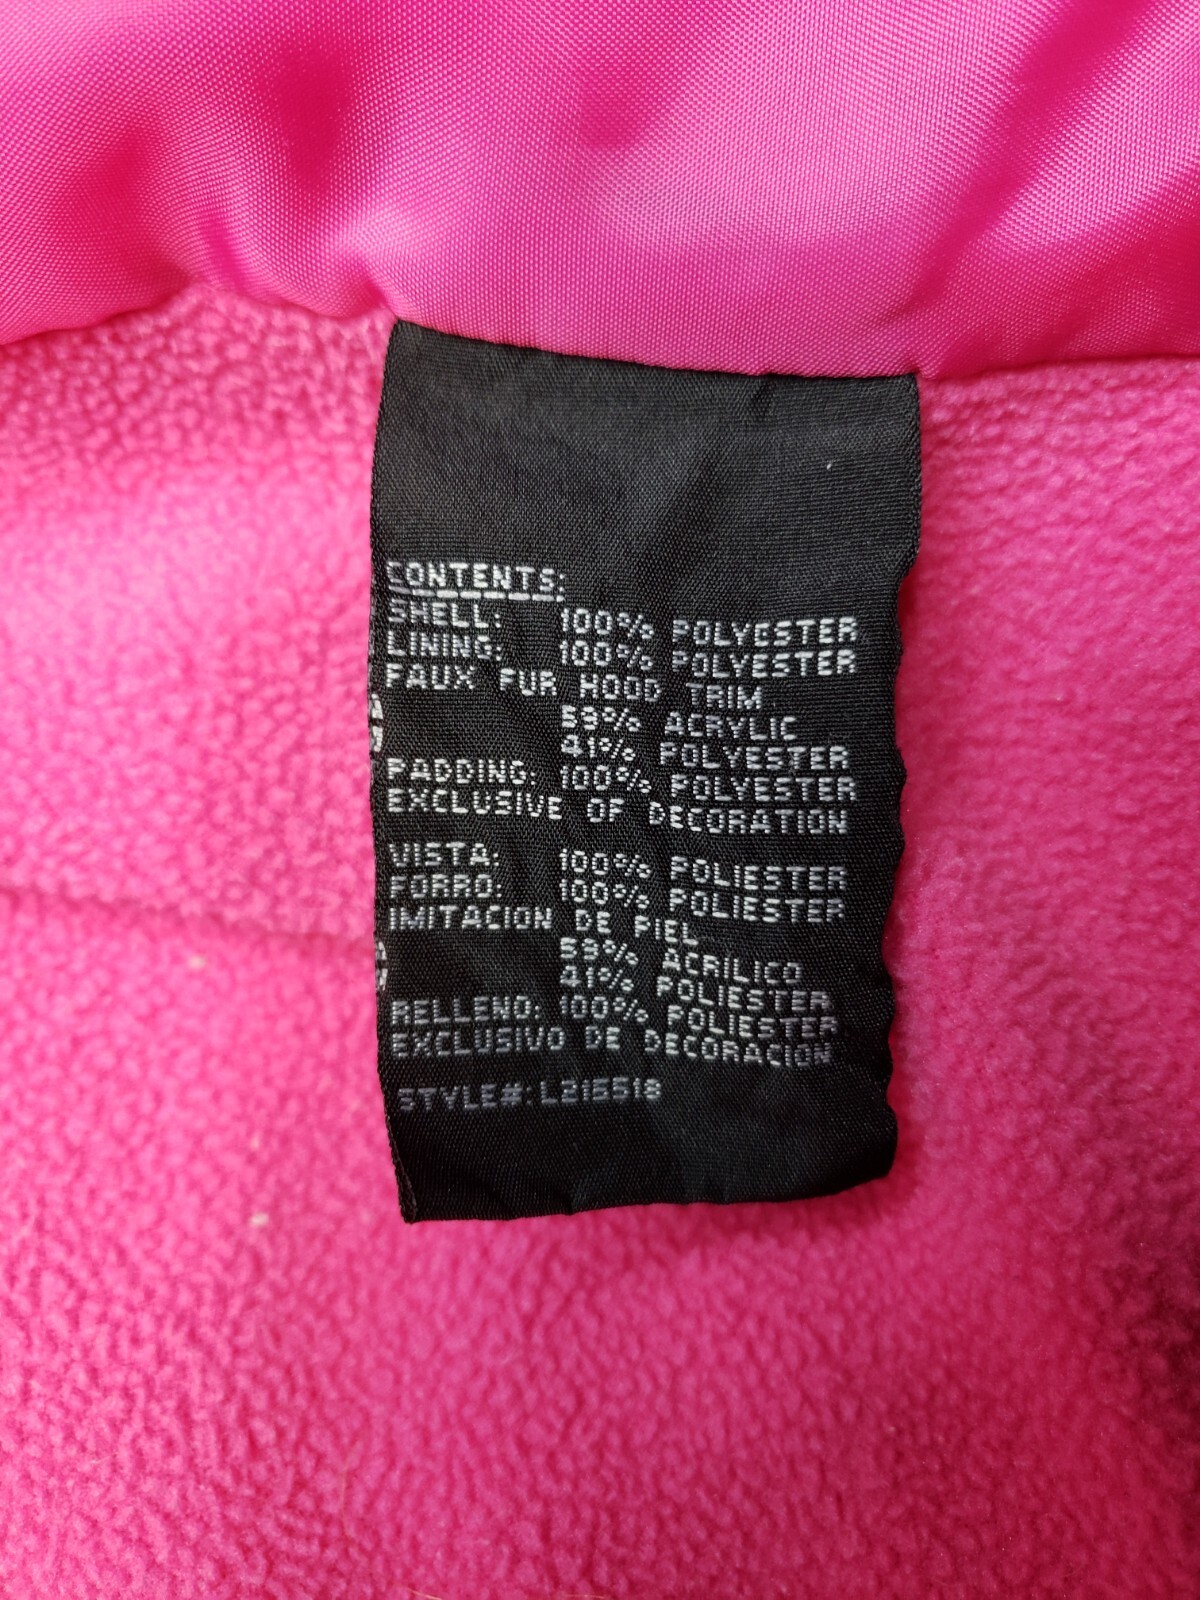 CONTENTS:
SHELL: 100% POLYESTER
LINING: 100% POLYESTER
FAUX FUR HOOD TRIM
59% ACRYLIC
41% POLYESTER
PADDING: 100% POLYESTER
EXCLUSIVE OF DECORATION
VISTA: 100% POLIESTER
FORRO: 100% POLIESTER
IMITACION DE PIEL
59% ACRILICO
41% POLIESTER
RELLENO: 100% POLIESTER
EXCLUSIVO DE DECORACION
STYLE#: L215518